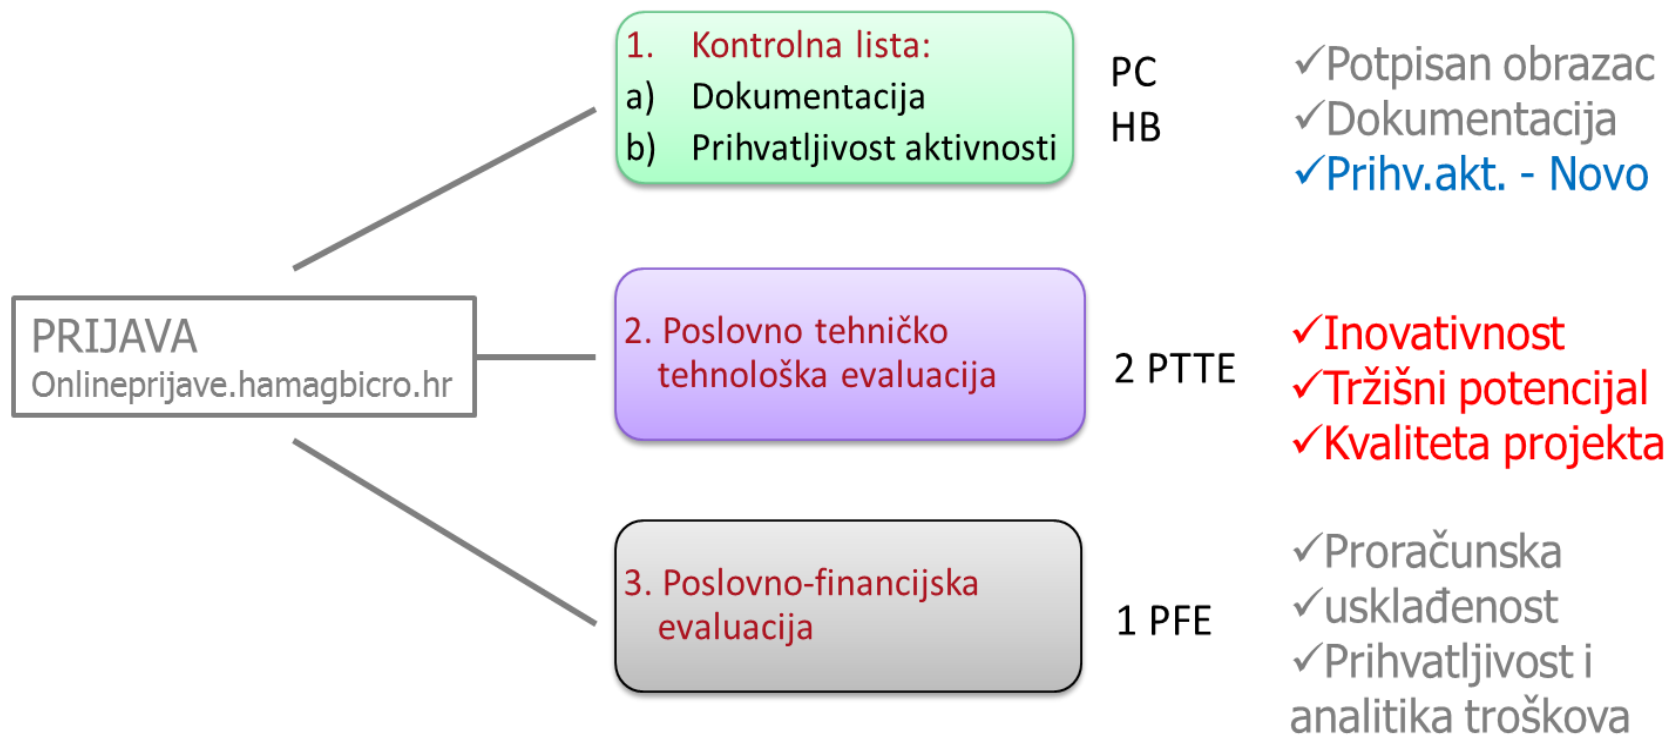 PRIJAVA
Onlineprijave.hamagbicro.hr
1. Kontrolna lista:
a) Dokumentacija
b) Prihvatljivost aktivnosti
PC
HB
✓Potpisan obrazac
✓Dokumentacija
✓Prihv.akt. - Novo
2. Poslovno tehničko
tehnološka evaluacija
2 PTTE
✓Inovativnost
✓Tržišni potencijal
✓Kvaliteta projekta
3. Poslovno-financijska
evaluacija
1 PFE
✓Proračunska
✓usklađenost
✓Prihvatljivost i
analitika troškova